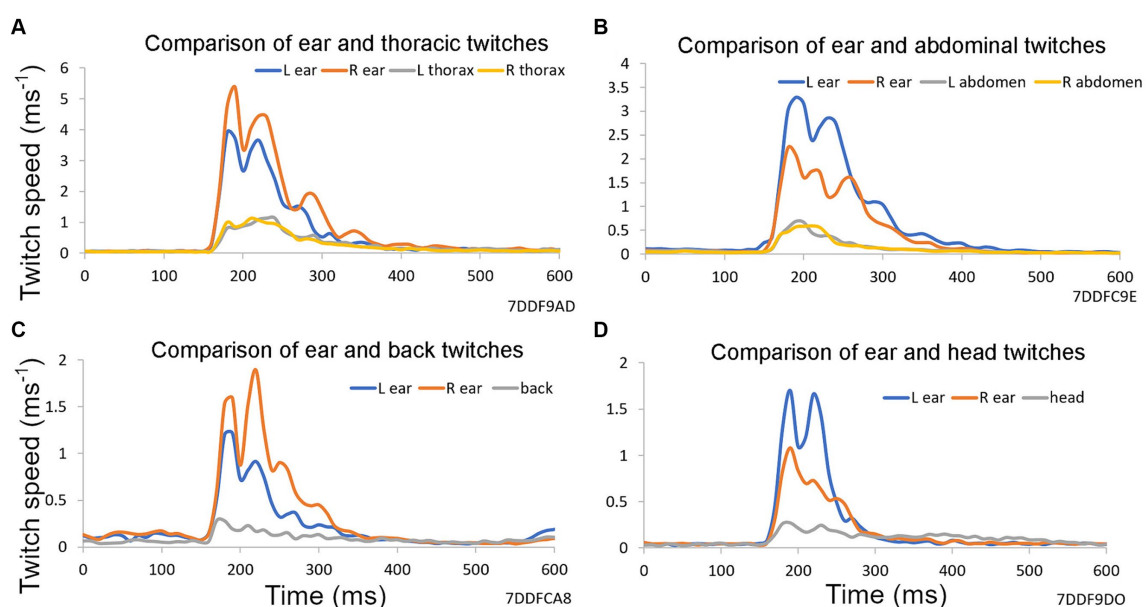 A
Comparison of ear and thoracic twitches
L ear R ear L thorax R thorax
Twitch speed (ms-1)
6
5
4
3
2
1
0
0 100 200 300 400 500 600
7DDF9AD
B
Comparison of ear and abdominal twitches
L ear R ear L abdomen R abdomen
4
3.5
3
2.5
2
1.5
1
0.5
0
0 100 200 300 400 500 600
7DDFC9E
C
Comparison of ear and back twitches
L ear R ear back
Twitch speed (ms-1)
2
1.5
1
0.5
0
0 100 200 300 400 500 600
Time (ms)
7DDFCA8
D
Comparison of ear and head twitches
L ear R ear head
2
1.5
1
0.5
0
0 100 200 300 400 500 600
Time (ms)
7DDF9DO